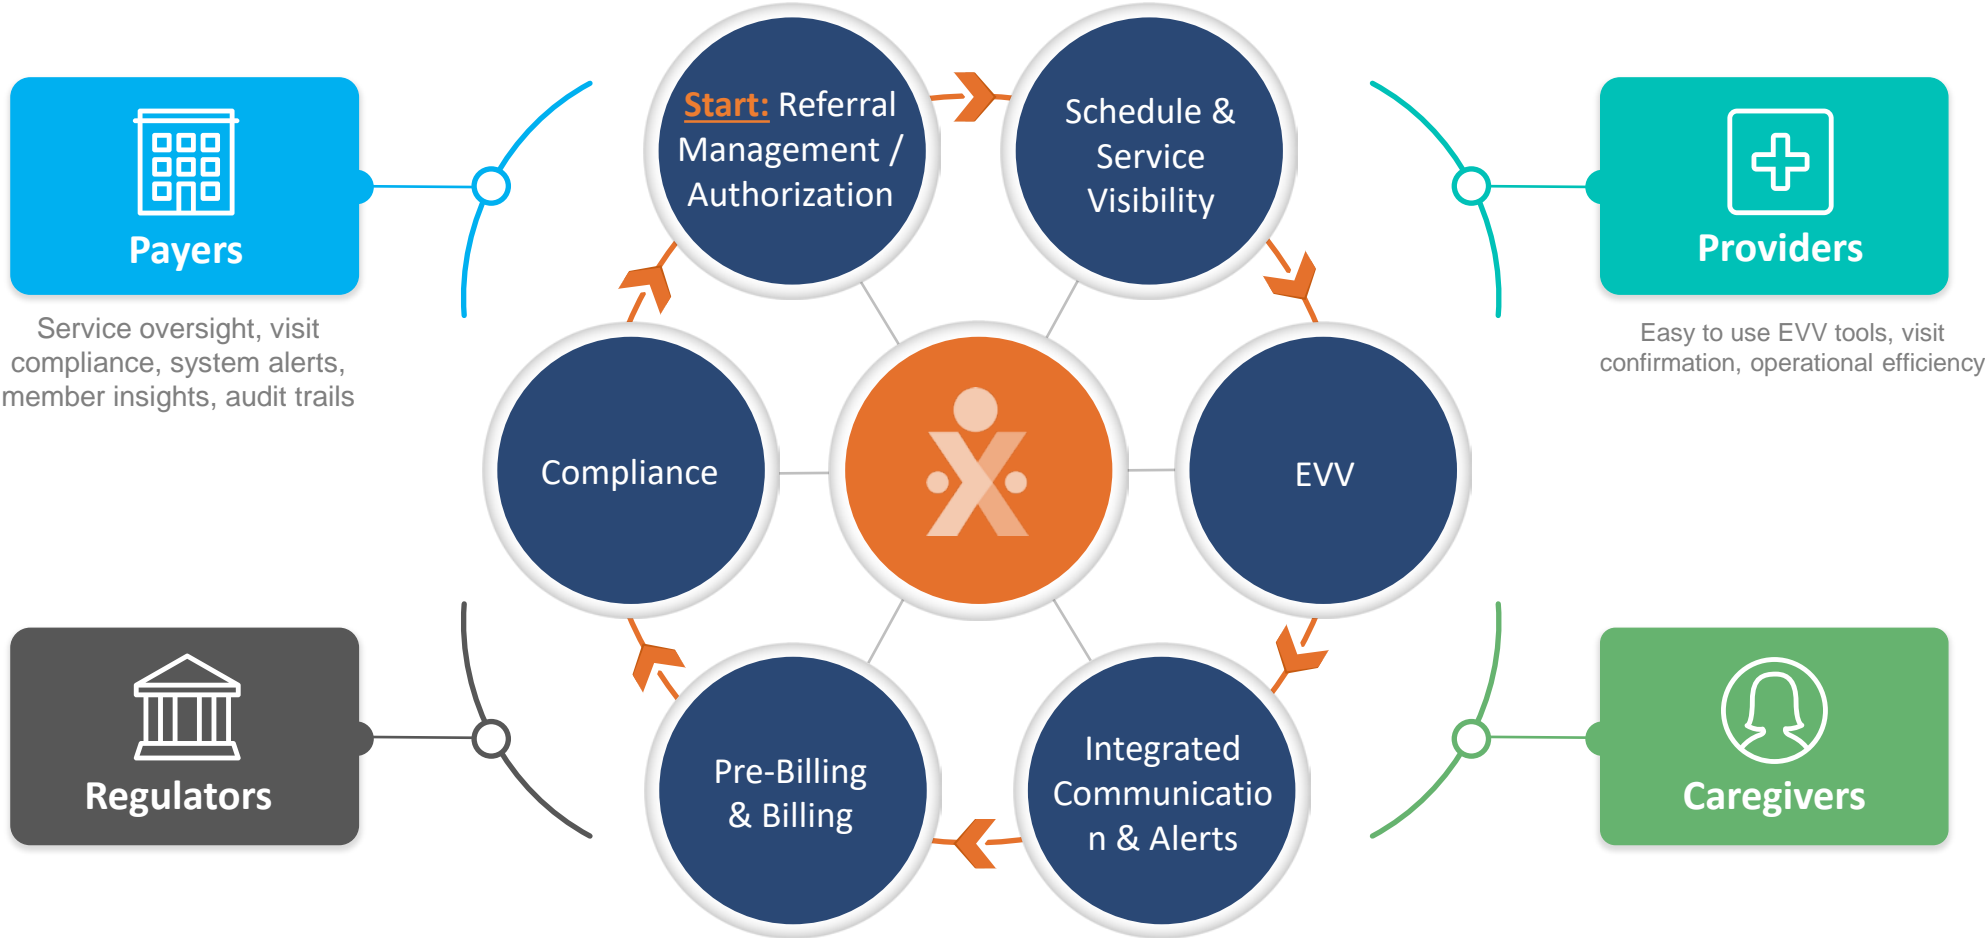 Start: Referral
Management /
Authorization
Schedule &
Service
Visibility
Payers
Service oversight, visit
compliance, system alerts,
member insights, audit trails
Providers
Easy to use EVV tools, visit
confirmation, operational efficiency
Compliance
EVV
Regulators
Pre-Billing
& Billing
Integrated
Communicatio
n & Alerts
Caregivers